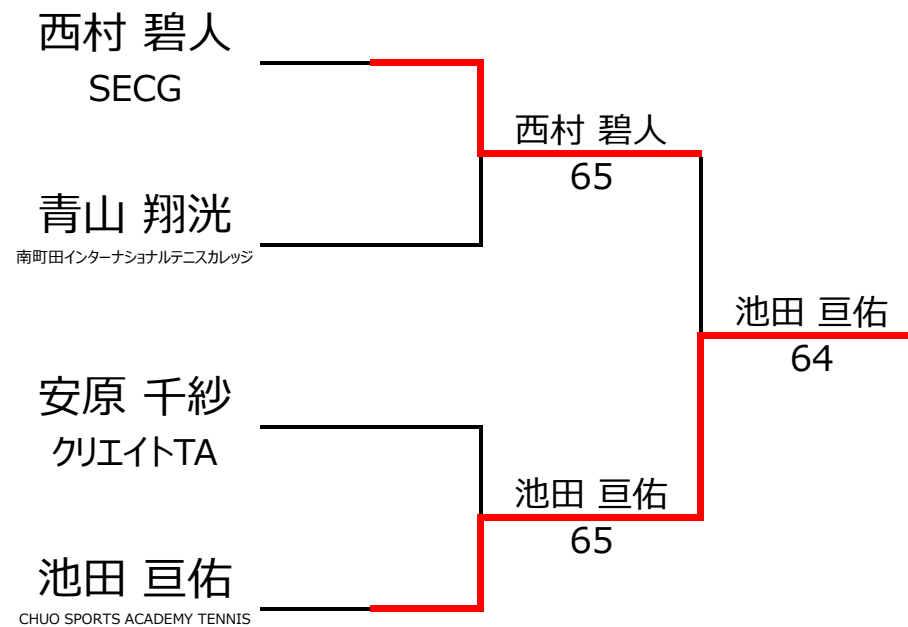 西村 碧人
SECG
青山 翔洸
南町田インターナショナルテニスカレッジ
安原 千紗
クリエイトTA
池田 亘佑
CHUO SPORTS ACADEMY TENNIS
西村 碧人
65
池田 亘佑
65
池田 亘佑
64